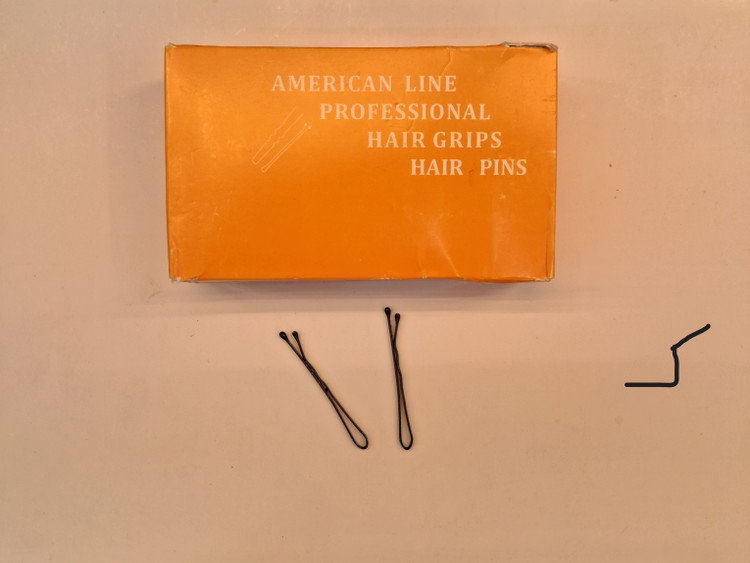 AMERICAN LINE
PROFESSIONAL
HAIR GRIPS
HAIR PINS